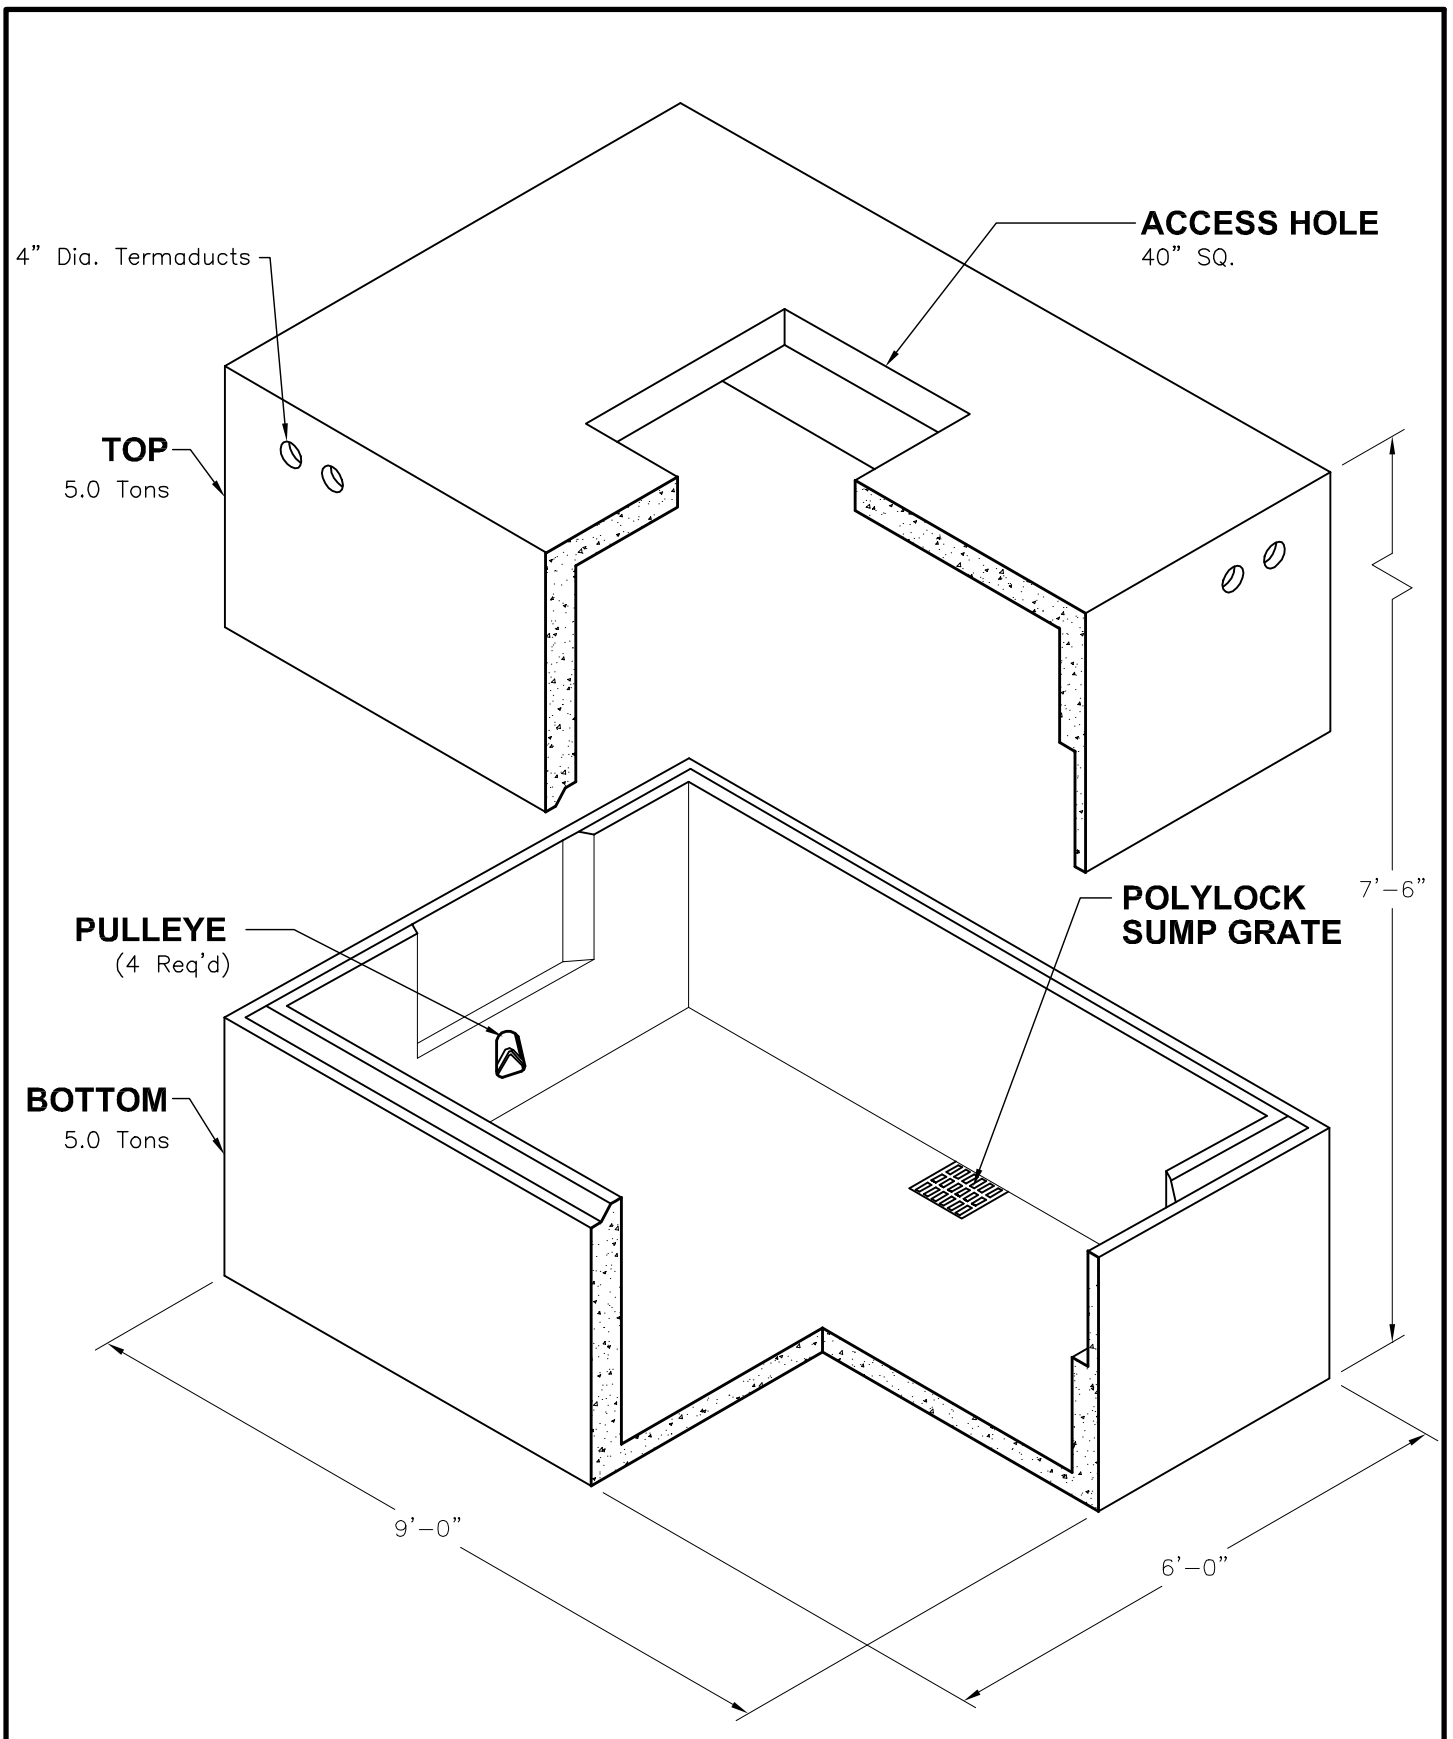 ACCESS HOLE
40” SQ.
4” Dia. Termaducts
TOP
5.0 Tons
7’-6”
POLYLOCK
SUMP GRATE
PULLEYE
(4 Req’d)
BOTTOM
5.0 Tons
9’-0”
6’-0”